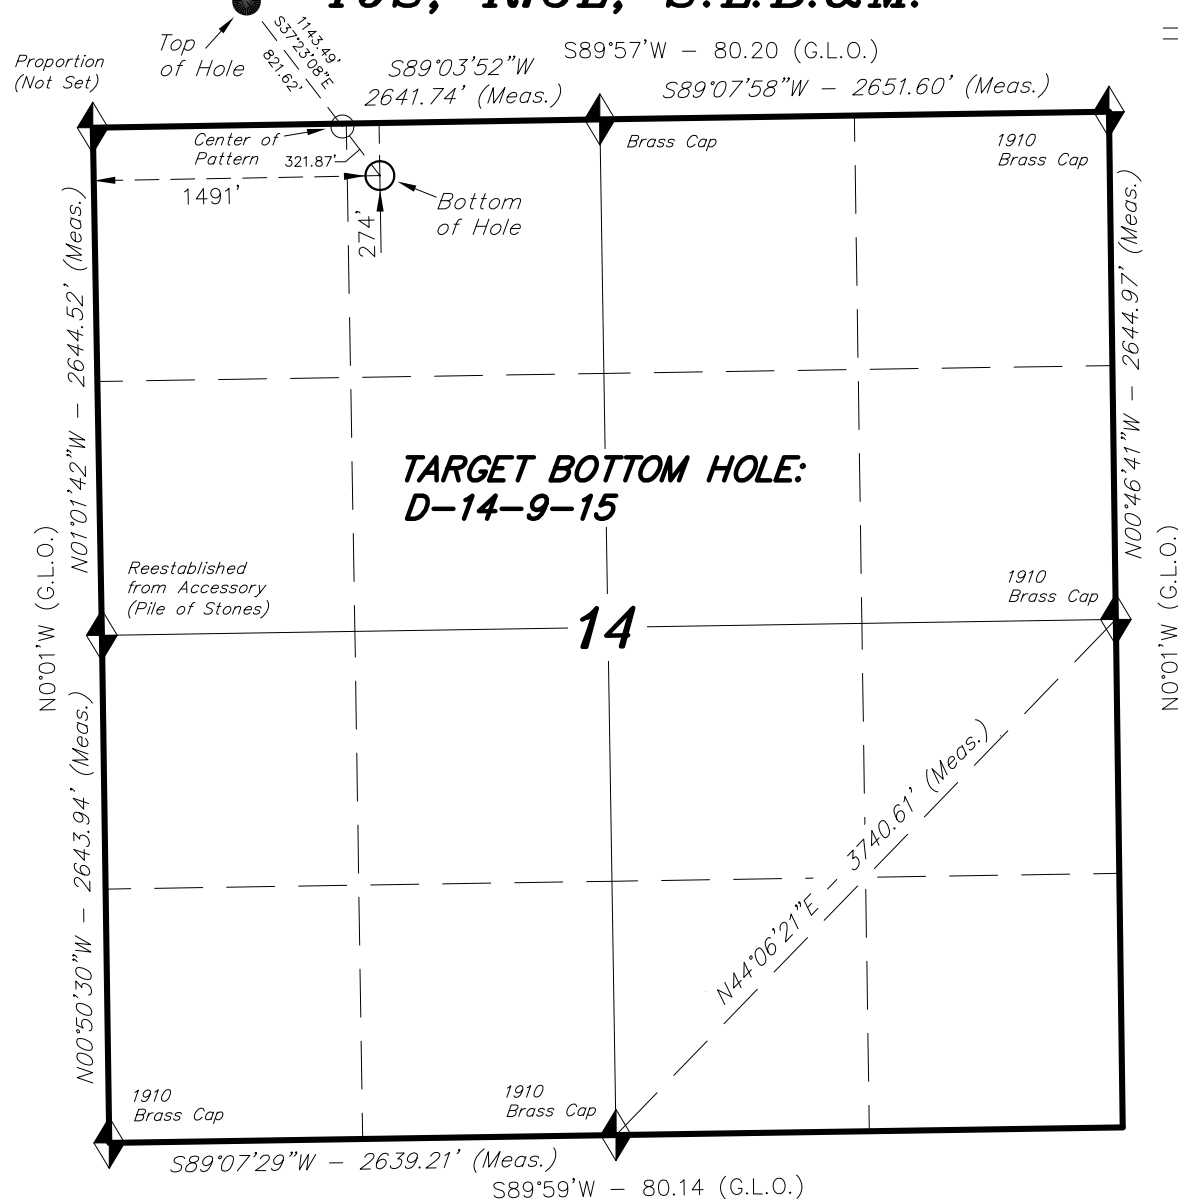 S.L.B.&M.
Top
of Hole
1143.49'
S37°23'08"E
821.62'
Proportion
(Not Set)
S89°57'W - 80.20 (G.L.O.)
S89°03'52"W
2641.74' (Meas.)
S89°07'58"W - 2651.60' (Meas.)
Center of
Pattern
321.87'
Brass Cap
1910
Brass Cap
1491'
274'
Bottom
of Hole
N01°01'42"W - 2644.52' (Meas.)
N00°46'41"W - 2644.97' (Meas.)
TARGET BOTTOM HOLE:
D-14-9-15
N0°01'W (G.L.O.)
Reestablished
from Accessory
(Pile of Stones)
1910
Brass Cap
N0°01'W (G.L.O.)
14
N00°50'30"W - 2643.94' (Meas.)
N44°06'21"E - 3740.61' (Meas.)
1910
Brass Cap
1910
Brass Cap
S89°07'29"W - 2639.21' (Meas.)
S89°59'W - 80.14 (G.L.O.)